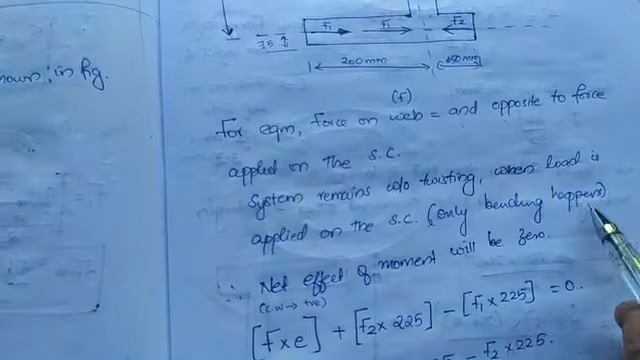 f1 f1 f2
75
200mm
nown in fig.
(F)
For eqm, Force on web = and opposite to force
applied on the s.c.
System remains w/o twisting, when load is
applied on the s.c. (only bending happens)
∴ Net effect of moment will be zero.
(c.w → +ve)
[F×e] + [f2×225] - [f1×225] = 0.
f2×225.